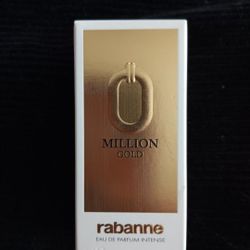 MILLION
GOLD
rabanne
EAU DE PARFUM INTENSE